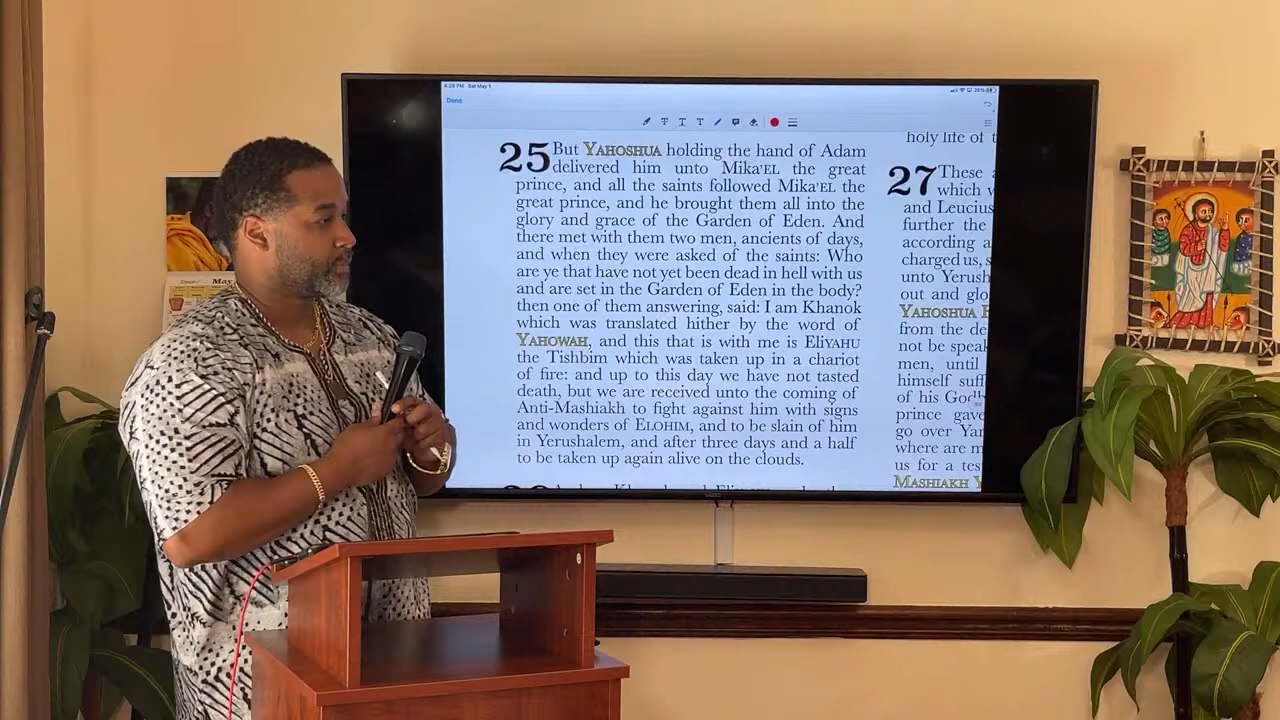 4:28 PM Sat May 1
25%
Done
25 But YAHOSHUA holding the hand of Adam
delivered him unto MIKA'EL the great
prince, and all the saints followed MIKA'EL the
great prince, and he brought them all into the
glory and grace of the Garden of Eden. And
there met with them two men, ancients of days,
and when they were asked of the saints: Who
are ye that have not yet been dead in hell with us
and are set in the Garden of Eden in the body?
then one of them answering, said: I am Khanok
which was translated hither by the word of
YAHOWAH, and this that is with me is ELIYAHU
the Tishbim which was taken up in a chariot
of fire: and up to this day we have not tasted
death, but we are received unto the coming of
Anti-Mashiakh to fight against him with signs
and wonders of ELOHIM, and to be slain of him
in Yerushalem, and after three days and a half
to be taken up again alive on the clouds.
holy life of t
27 These
which
and Leucius
further the
according a
charged us, s
unto Yerush
out and glo
YAHOSHUA
from the de
not be speak
men, until
himself suff
of his
prince gave
go over Yar
where are m
us for a tes
MASHIAKH Y
VIZIO
May